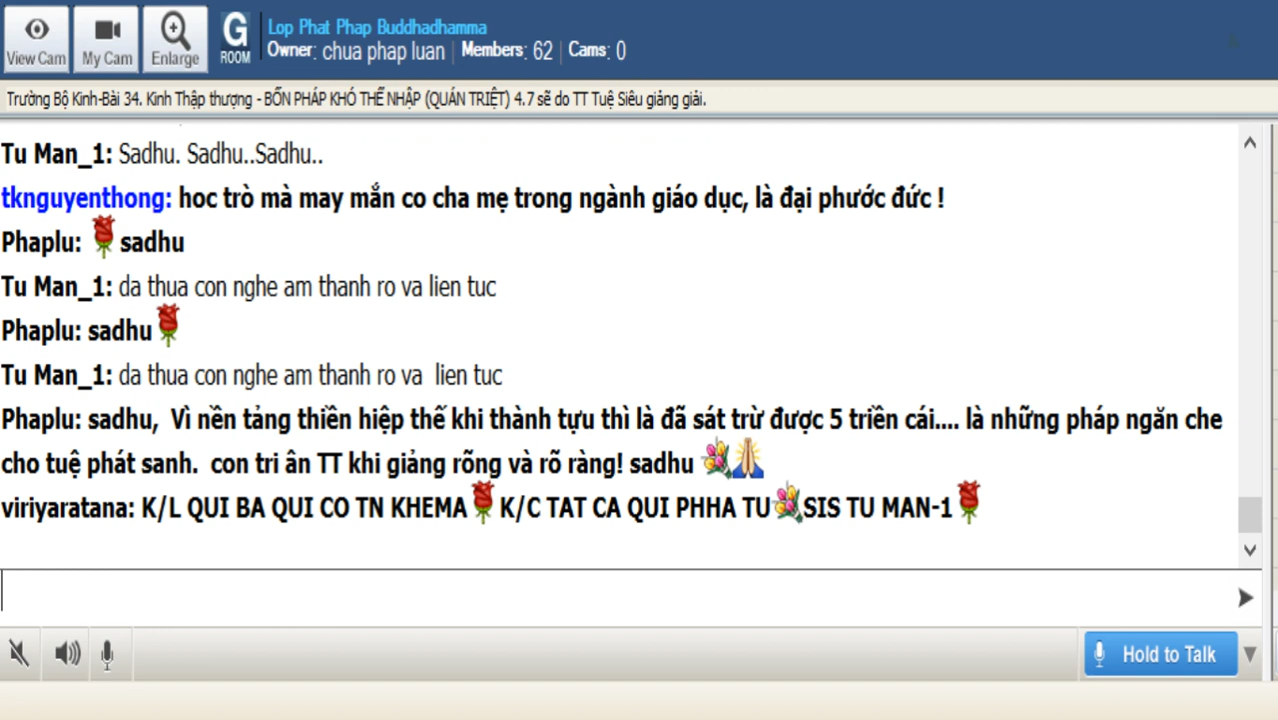 View Cam
My Cam
Enlarge
G
ROOM
Lop Phat Phap Buddhadhamma
Owner: chua phap luan | Members: 62 | Cams: 0
Trường Bộ Kinh-Bài 34. Kinh Thập thượng - BỐN PHÁP KHÓ THỂ NHẬP (QUÁN TRIỆT) 4.7 sẽ do TT Tuệ Siêu giảng giải.
Tu Man_1: Sadhu. Sadhu..Sadhu..
tknguyenthong: hoc trò mà may mắn co cha mẹ trong ngành giáo dục, là đại phước đức !
Phaplu: sadhu
Tu Man_1: da thua con nghe am thanh ro va lien tuc
Phaplu: sadhu
Tu Man_1: da thua con nghe am thanh ro va  lien tuc
Phaplu: sadhu,  Vì nền tảng thiền hiệp thế khi thành tựu thì là đã sát trừ được 5 triền cái.... là những pháp ngăn che
cho tuệ phát sanh.  con tri ân TT khi giảng rõng và rõ ràng! sadhu
viriyaratana: K/L QUI BA QUI CO TN KHEMA K/C TAT CA QUI PHHA TU SIS TU MAN-1
Hold to Talk